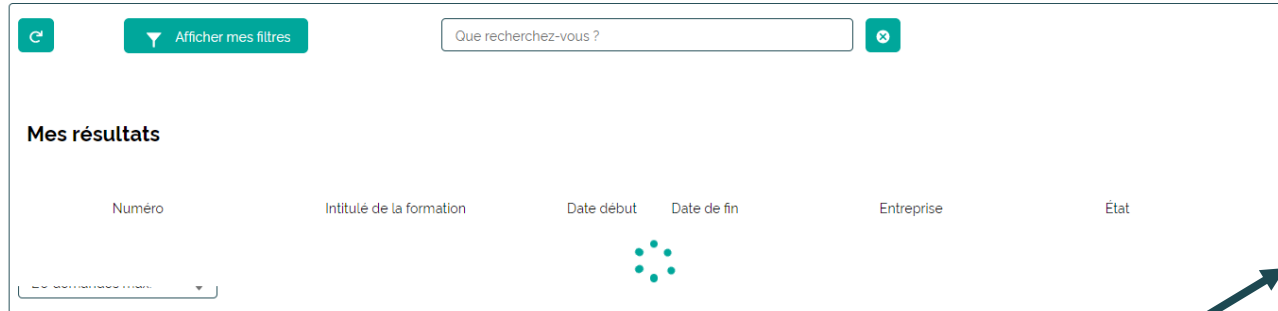 Afficher mes filtres
Que recherchez-vous ?
Mes résultats
Numéro Intitulé de la formation Date début Date de fin Entreprise État